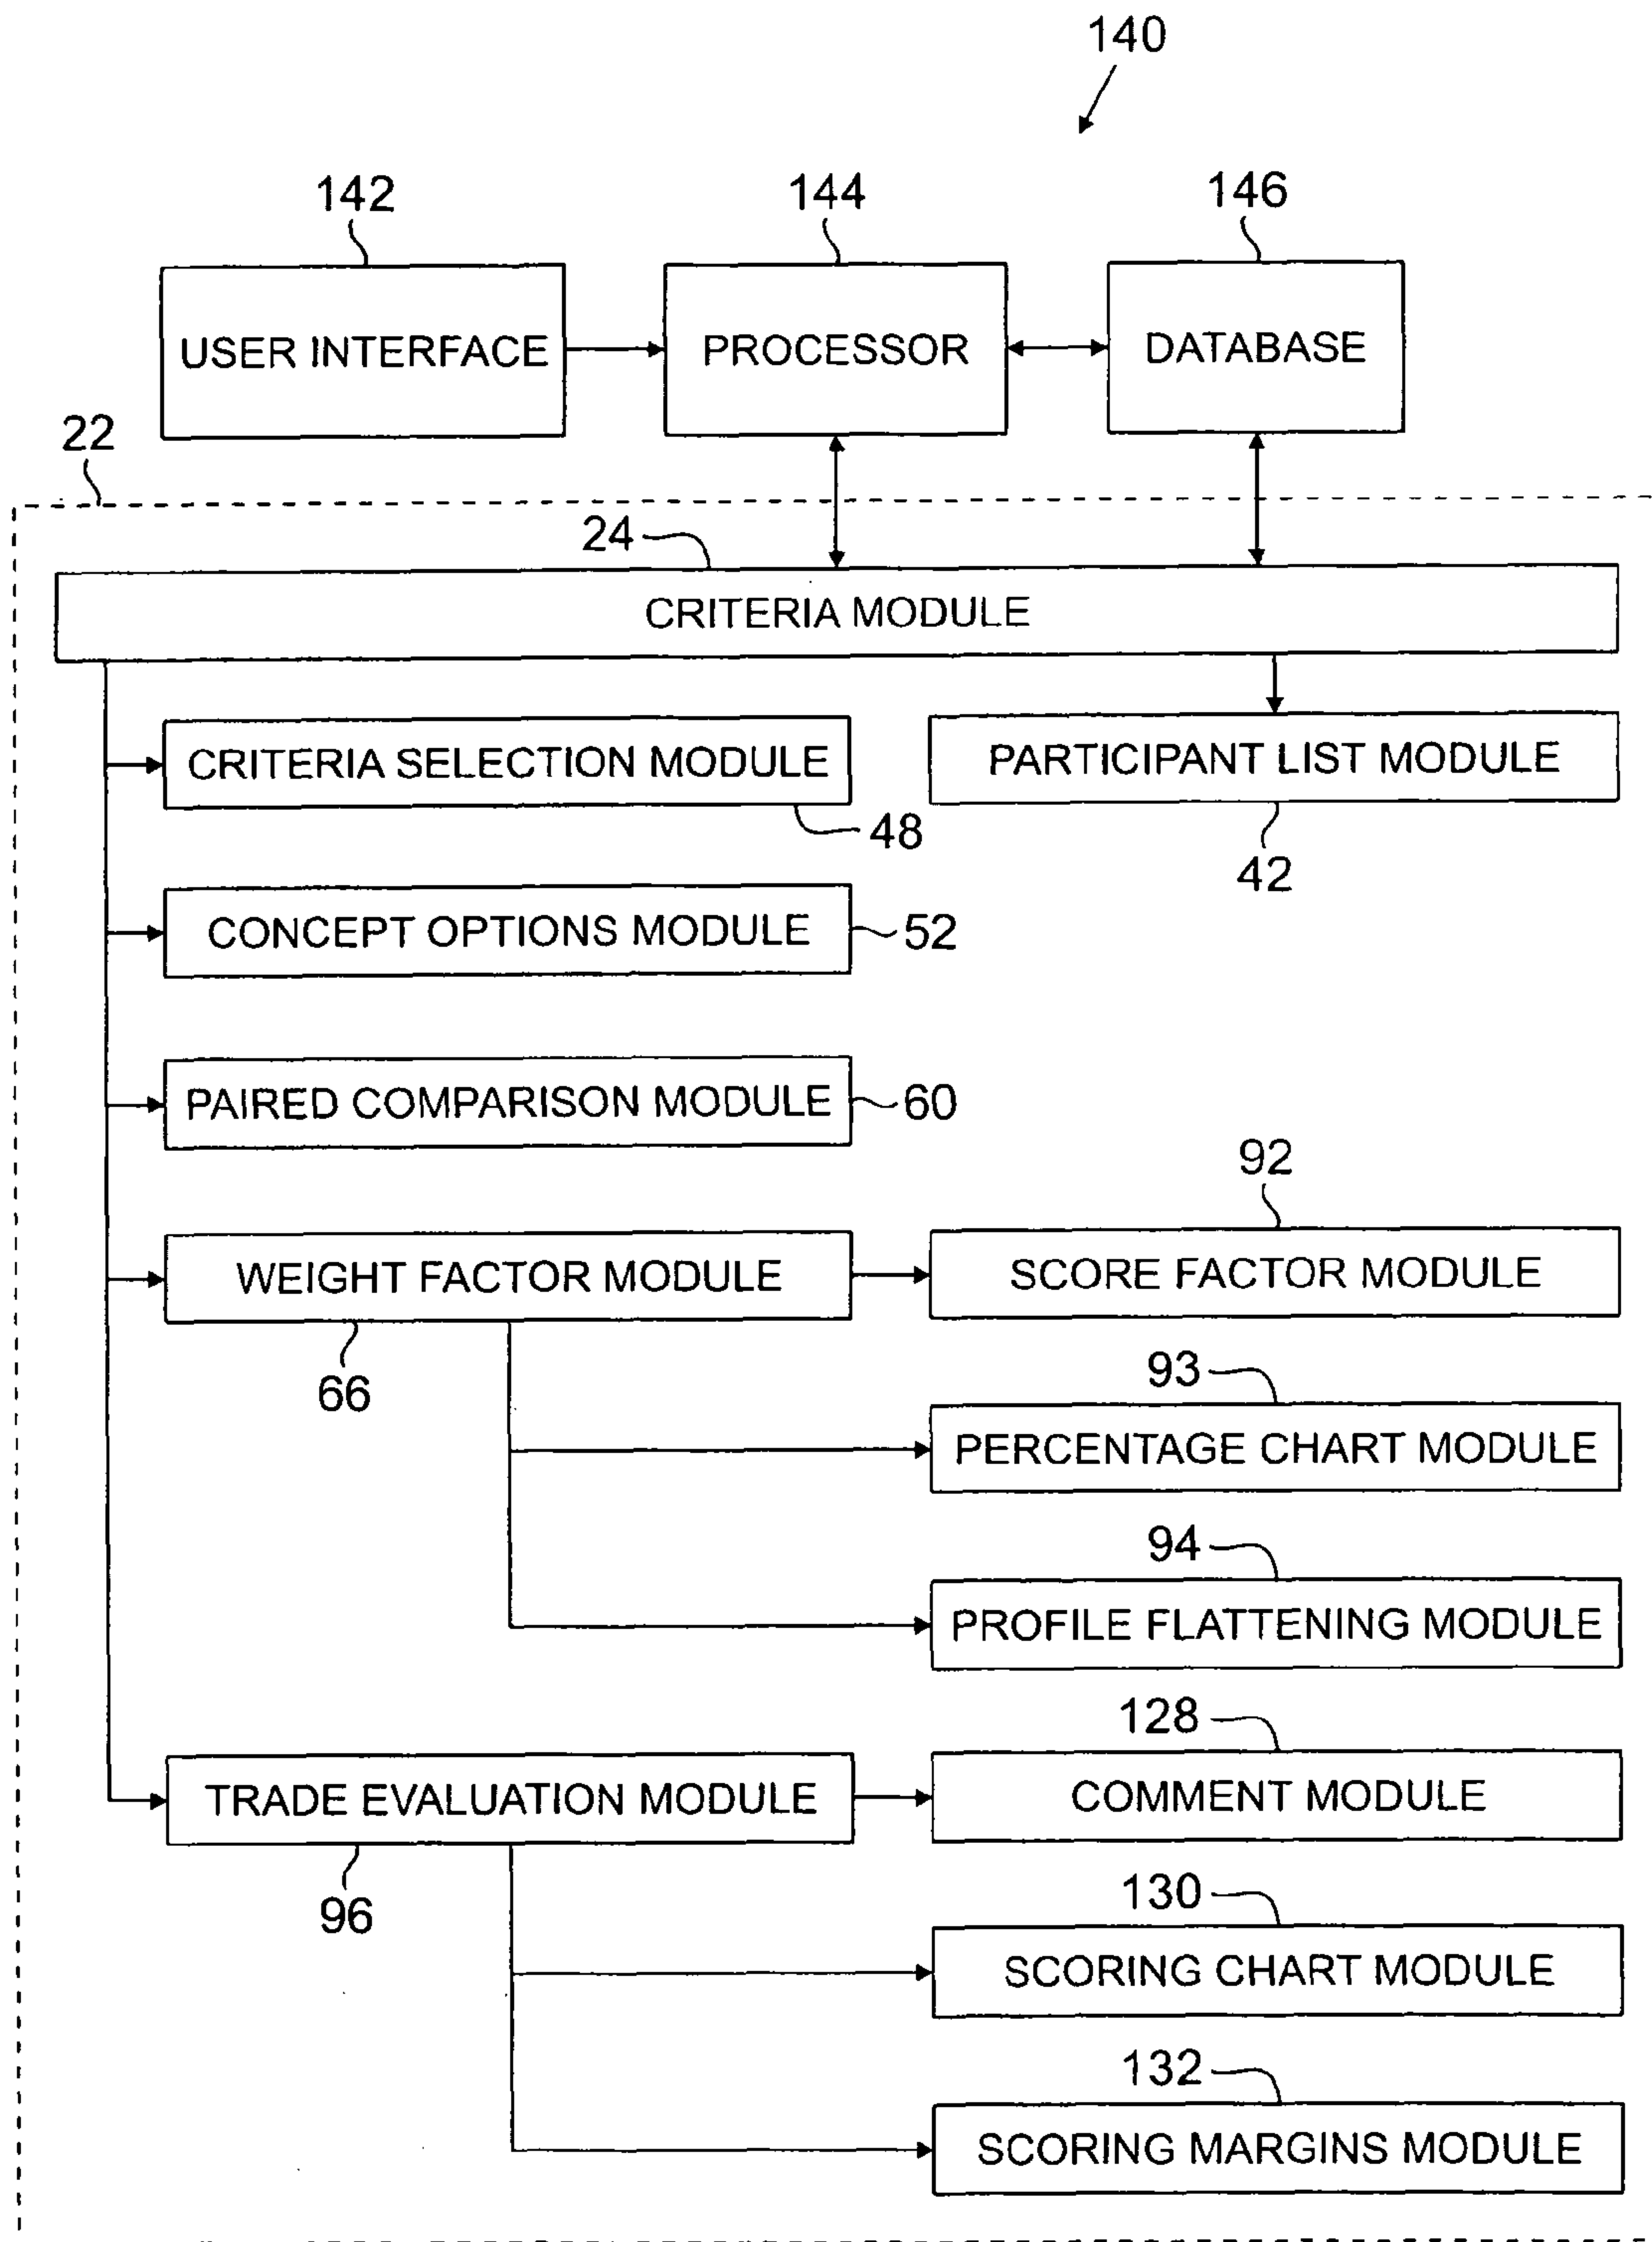 140
142
144
146
USER INTERFACE
PROCESSOR
DATABASE
22
24
CRITERIA MODULE
CRITERIA SELECTION MODULE
PARTICIPANT LIST MODULE
48
42
CONCEPT OPTIONS MODULE
52
PAIRED COMPARISON MODULE
60
92
WEIGHT FACTOR MODULE
SCORE FACTOR MODULE
66
93
PERCENTAGE CHART MODULE
94
PROFILE FLATTENING MODULE
128
TRADE EVALUATION MODULE
COMMENT MODULE
96
130
SCORING CHART MODULE
132
SCORING MARGINS MODULE